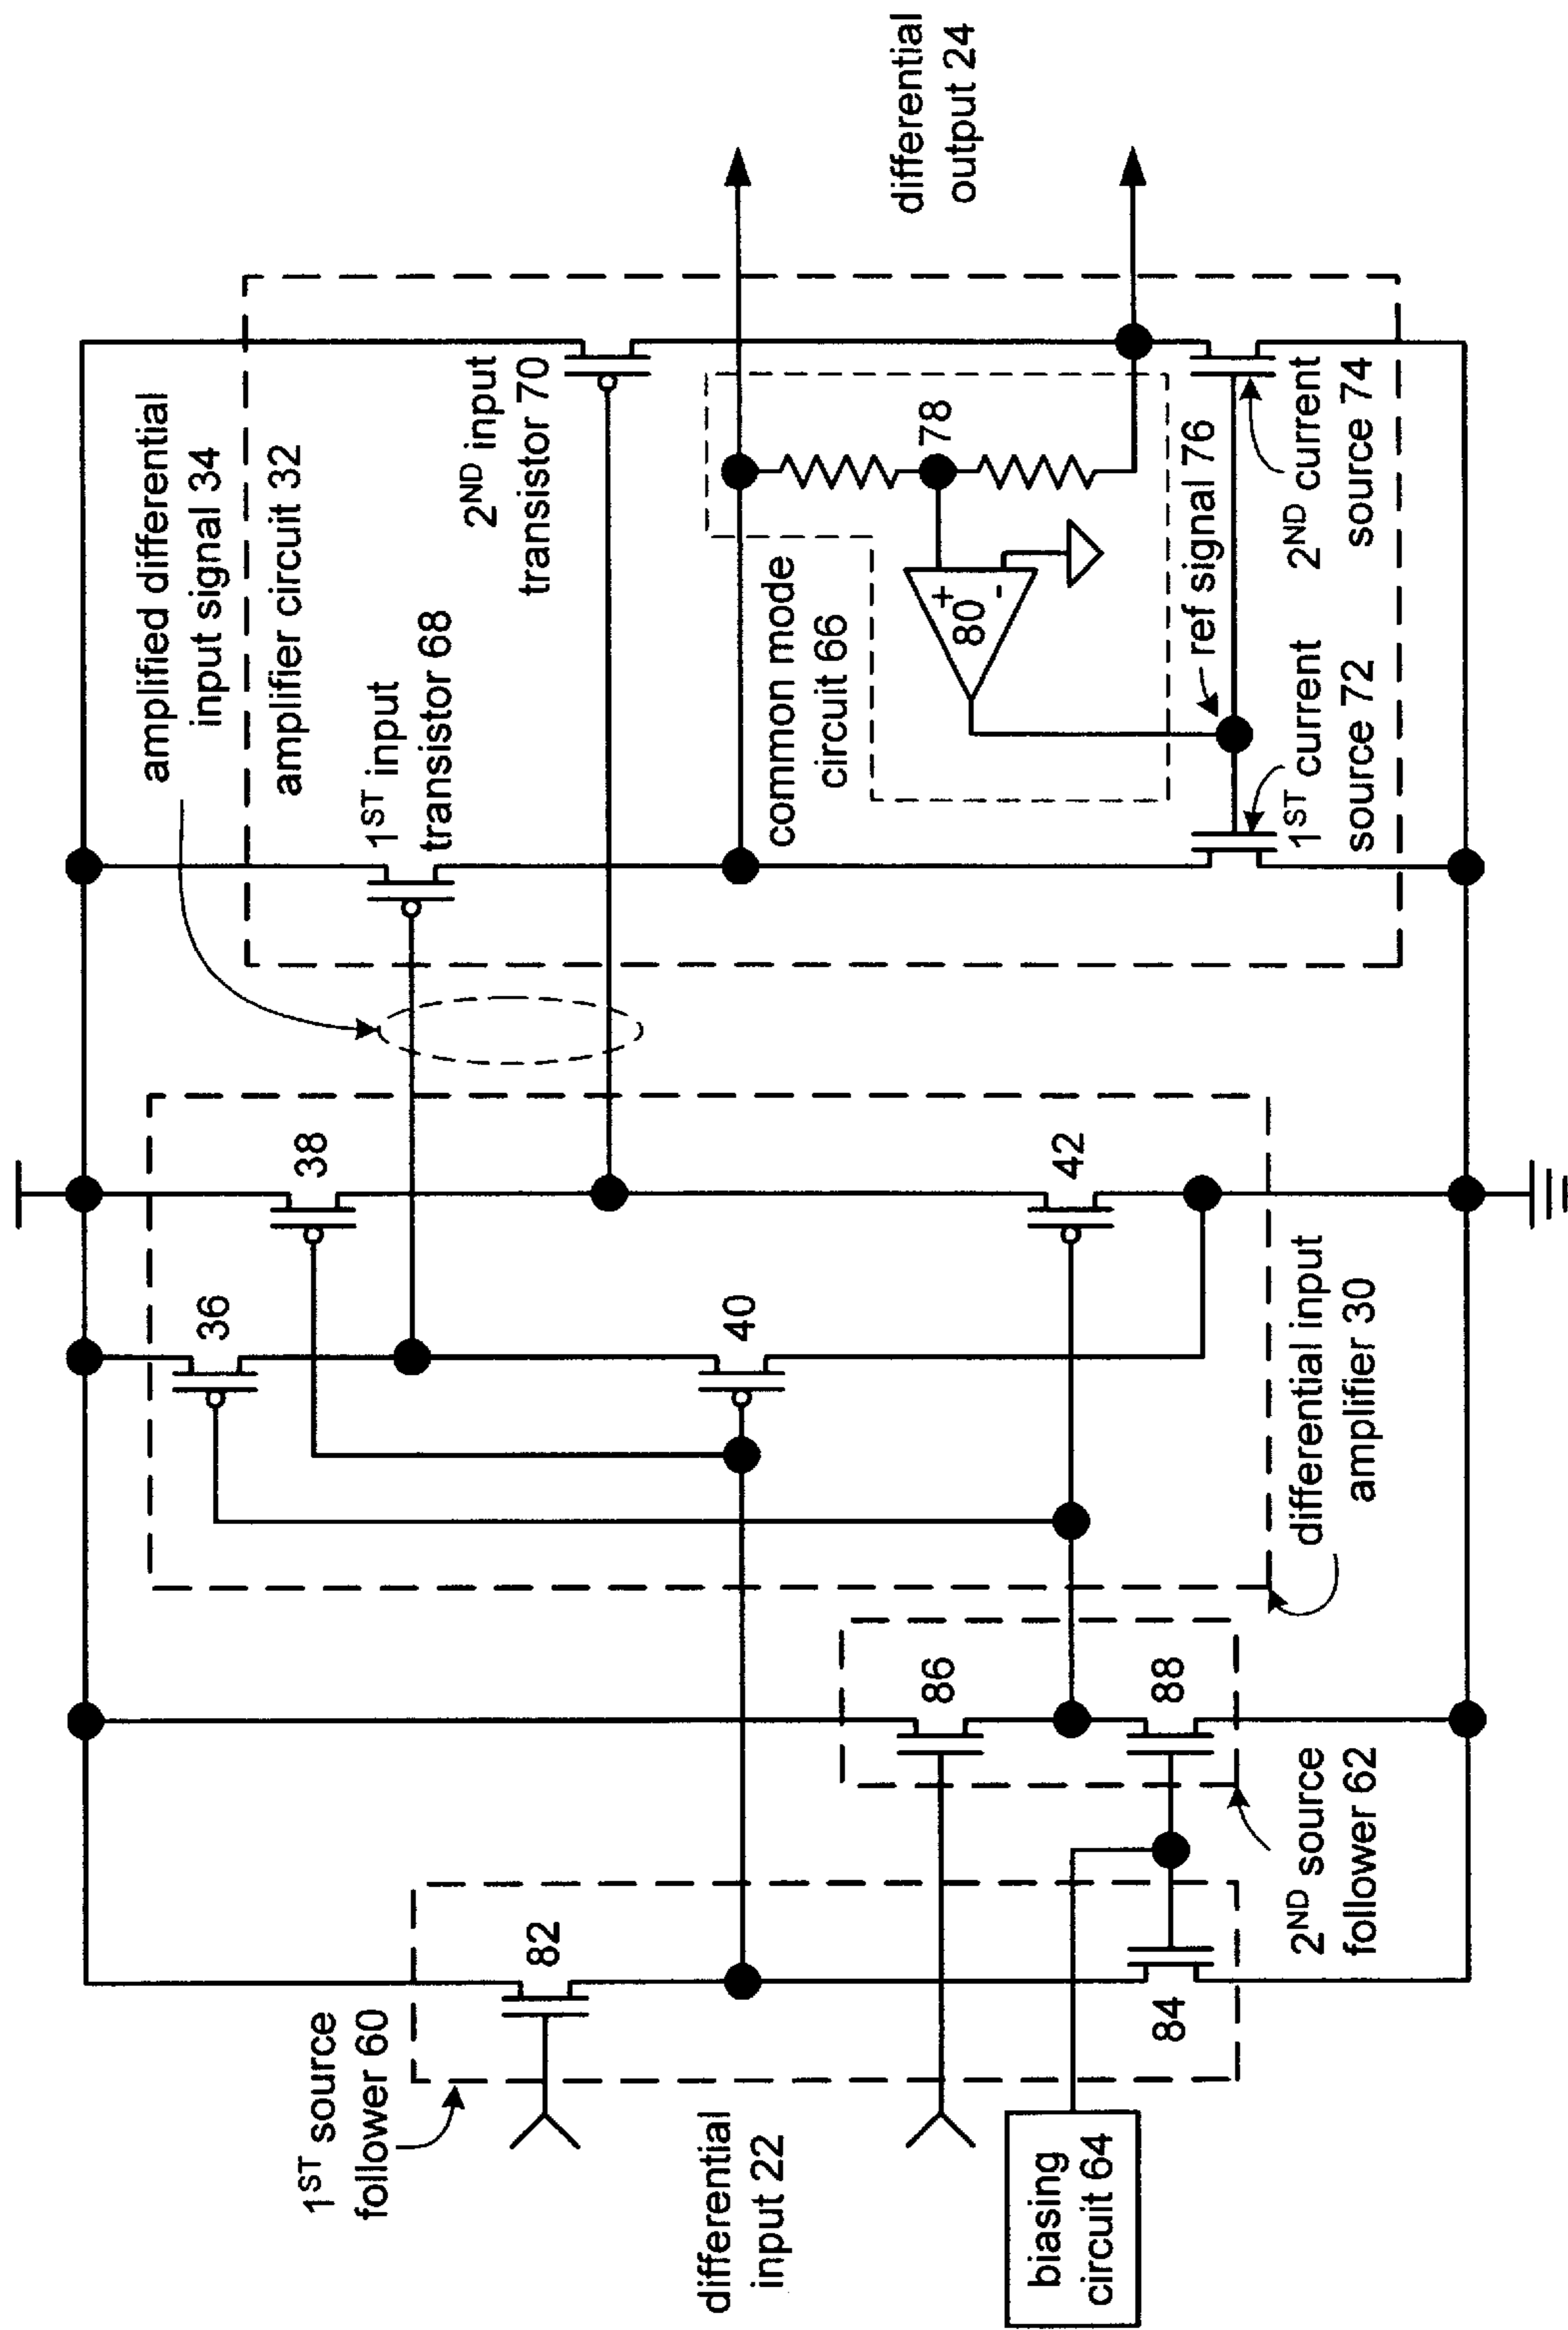 1ST source
follower 60
differential
input 22
biasing
circuit 64
82
84
86
88
2ND source
follower 62
differential input
amplifier 30
36
38
40
42
amplified differential
input signal 34
amplifier circuit 32
1ST input
transistor 68
2ND input
transistor 70
common mode
circuit 66
78
80
+
-
ref signal 76
1ST current
source 72
2ND current
source 74
differential
output 24